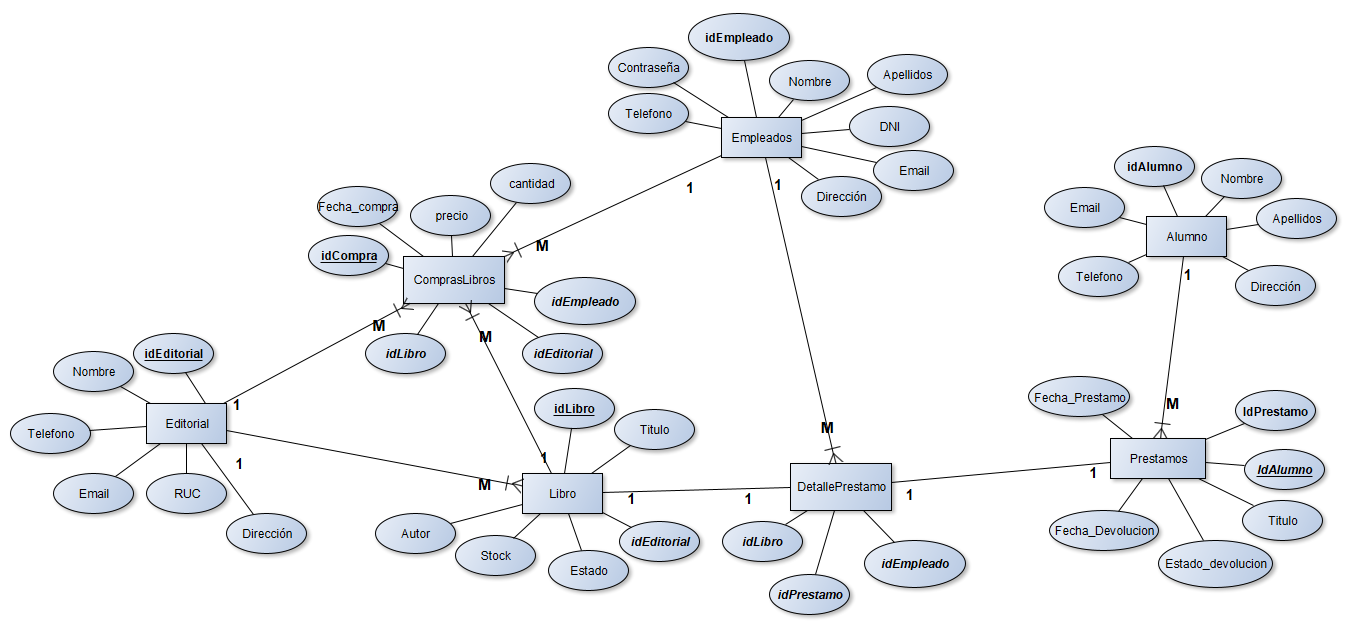 idEmpleado
Contraseña
Nombre
Apellidos
Telefono
DNI
Empleados
Email
Dirección
1
1
cantidad
Fecha_compra
precio
idCompra
M
ComprasLibros
idEmpleado
M
M
idLibro
idEditorial
idAlumno
Nombre
Email
Apellidos
Alumno
Telefono
Dirección
1
idEditorial
Nombre
1
Editorial
Telefono
1
Email
RUC
Dirección
idLibro
Titulo
1
M
Libro
1
Autor
Stock
Estado
idEditorial
M
DetallePrestamo
1
1
idLibro
idPrestamo
idEmpleado
Fecha_Prestamo
M
IdPrestamo
Prestamos
1
IdAlumno
Titulo
Fecha_Devolucion
Estado_devolucion